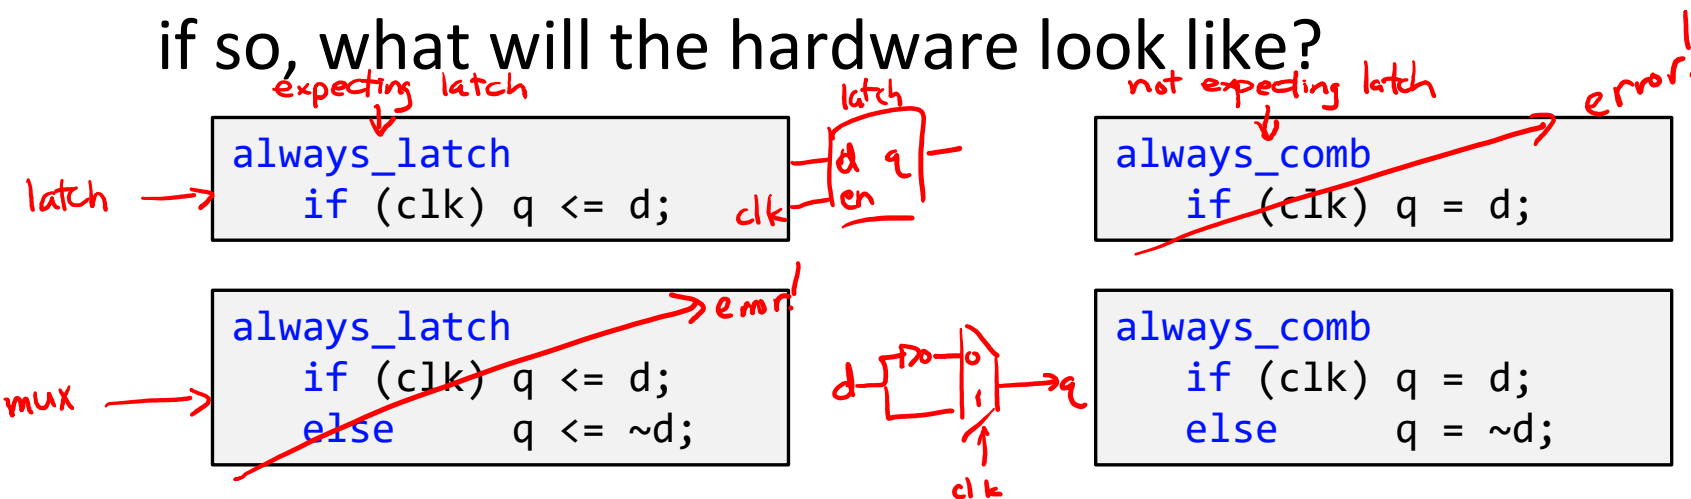 if so, what will the hardware look like?
expecting latch
latch
not expecting latch
error!
always_latch
if (clk) q <= d;
latch
d q
en
clk
always_comb
if (clk) q = d;
always_latch
if (clk) q <= d;
else q <= ~d;
error!
mux
d
0
1
q
clk
always_comb
if (clk) q = d;
else q = ~d;